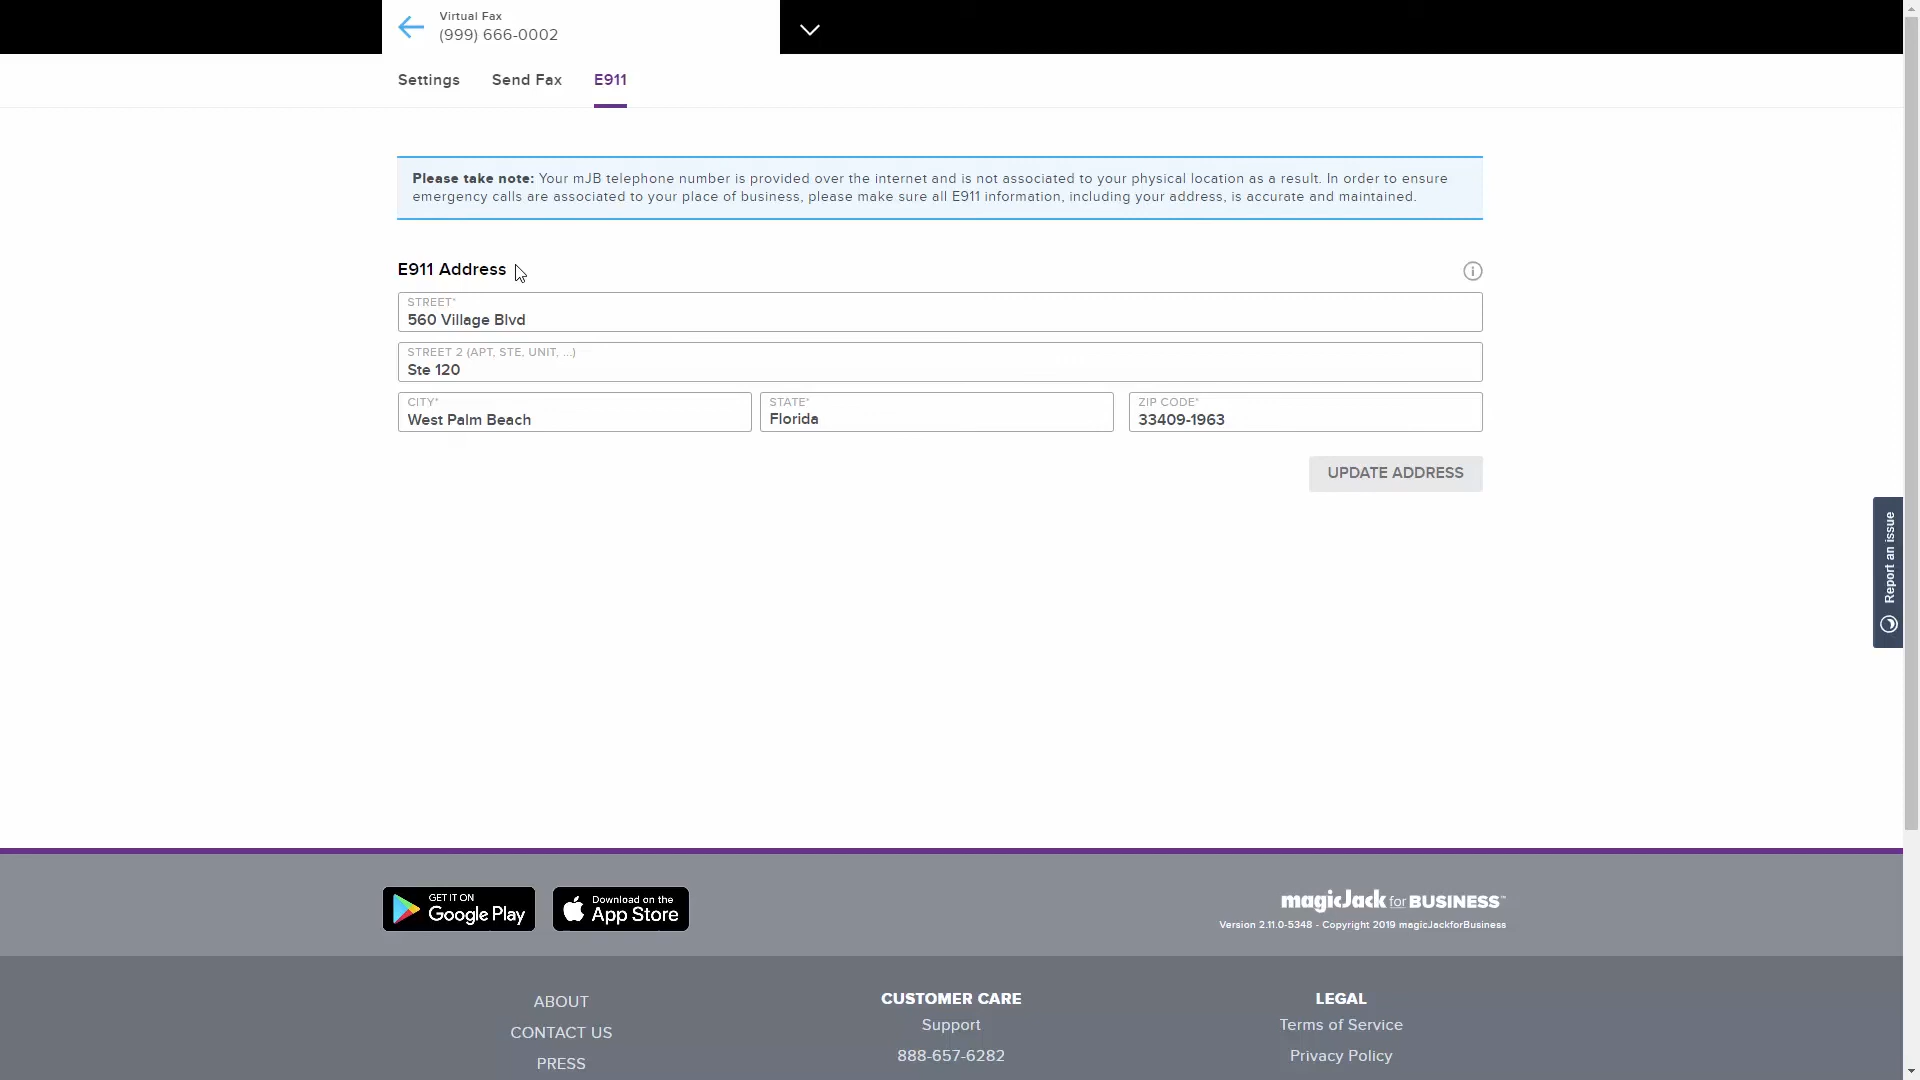 Virtual Fax
(999) 666-0002
Settings
Send Fax
E911
Please take note: Your mJB telephone number is provided over the internet and is not associated to your physical location as a result. In order to ensure
emergency calls are associated to your place of business, please make sure all E911 information, including your address, is accurate and maintained.
E911 Address
STREET*
560 Village Blvd
STREET 2 (APT, STE, UNIT, ...)
Ste 120
CITY*
West Palm Beach
STATE*
Florida
ZIP CODE*
33409-1963
UPDATE ADDRESS
Report an issue
GET IT ON
Google Play
Download on the
App Store
magicJack for BUSINESS™
Version 2.11.0-5348 - Copyright 2019 magicJackforBusiness
ABOUT
CONTACT US
PRESS
CUSTOMER CARE
Support
888-657-6282
LEGAL
Terms of Service
Privacy Policy